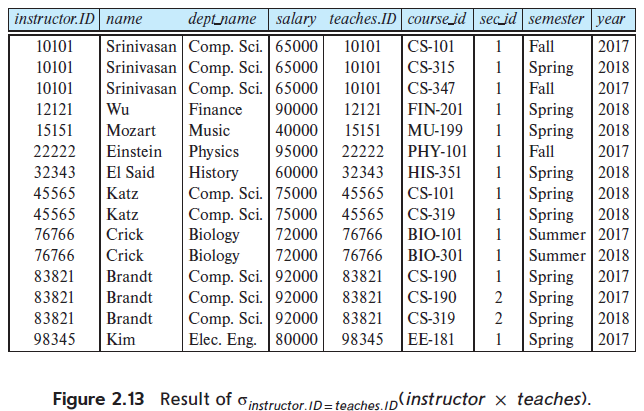 instructor.ID name dept_name salary teaches.ID course_id sec_id semester year
10101 Srinivasan Comp. Sci. 65000 10101 CS-101 1 Fall 2017
10101 Srinivasan Comp. Sci. 65000 10101 CS-315 1 Spring 2018
10101 Srinivasan Comp. Sci. 65000 10101 CS-347 1 Fall 2017
12121 Wu Finance 90000 12121 FIN-201 1 Spring 2018
15151 Mozart Music 40000 15151 MU-199 1 Spring 2018
22222 Einstein Physics 95000 22222 PHY-101 1 Fall 2017
32343 El Said History 60000 32343 HIS-351 1 Spring 2018
45565 Katz Comp. Sci. 75000 45565 CS-101 1 Spring 2018
45565 Katz Comp. Sci. 75000 45565 CS-319 1 Spring 2018
76766 Crick Biology 72000 76766 BIO-101 1 Summer 2017
76766 Crick Biology 72000 76766 BIO-301 1 Summer 2018
83821 Brandt Comp. Sci. 92000 83821 CS-190 1 Spring 2017
83821 Brandt Comp. Sci. 92000 83821 CS-190 2 Spring 2017
83821 Brandt Comp. Sci. 92000 83821 CS-319 2 Spring 2018
98345 Kim Elec. Eng. 80000 98345 EE-181 1 Spring 2017
Figure 2.13 Result of σinstructor.ID=teaches.ID(instructor × teaches).